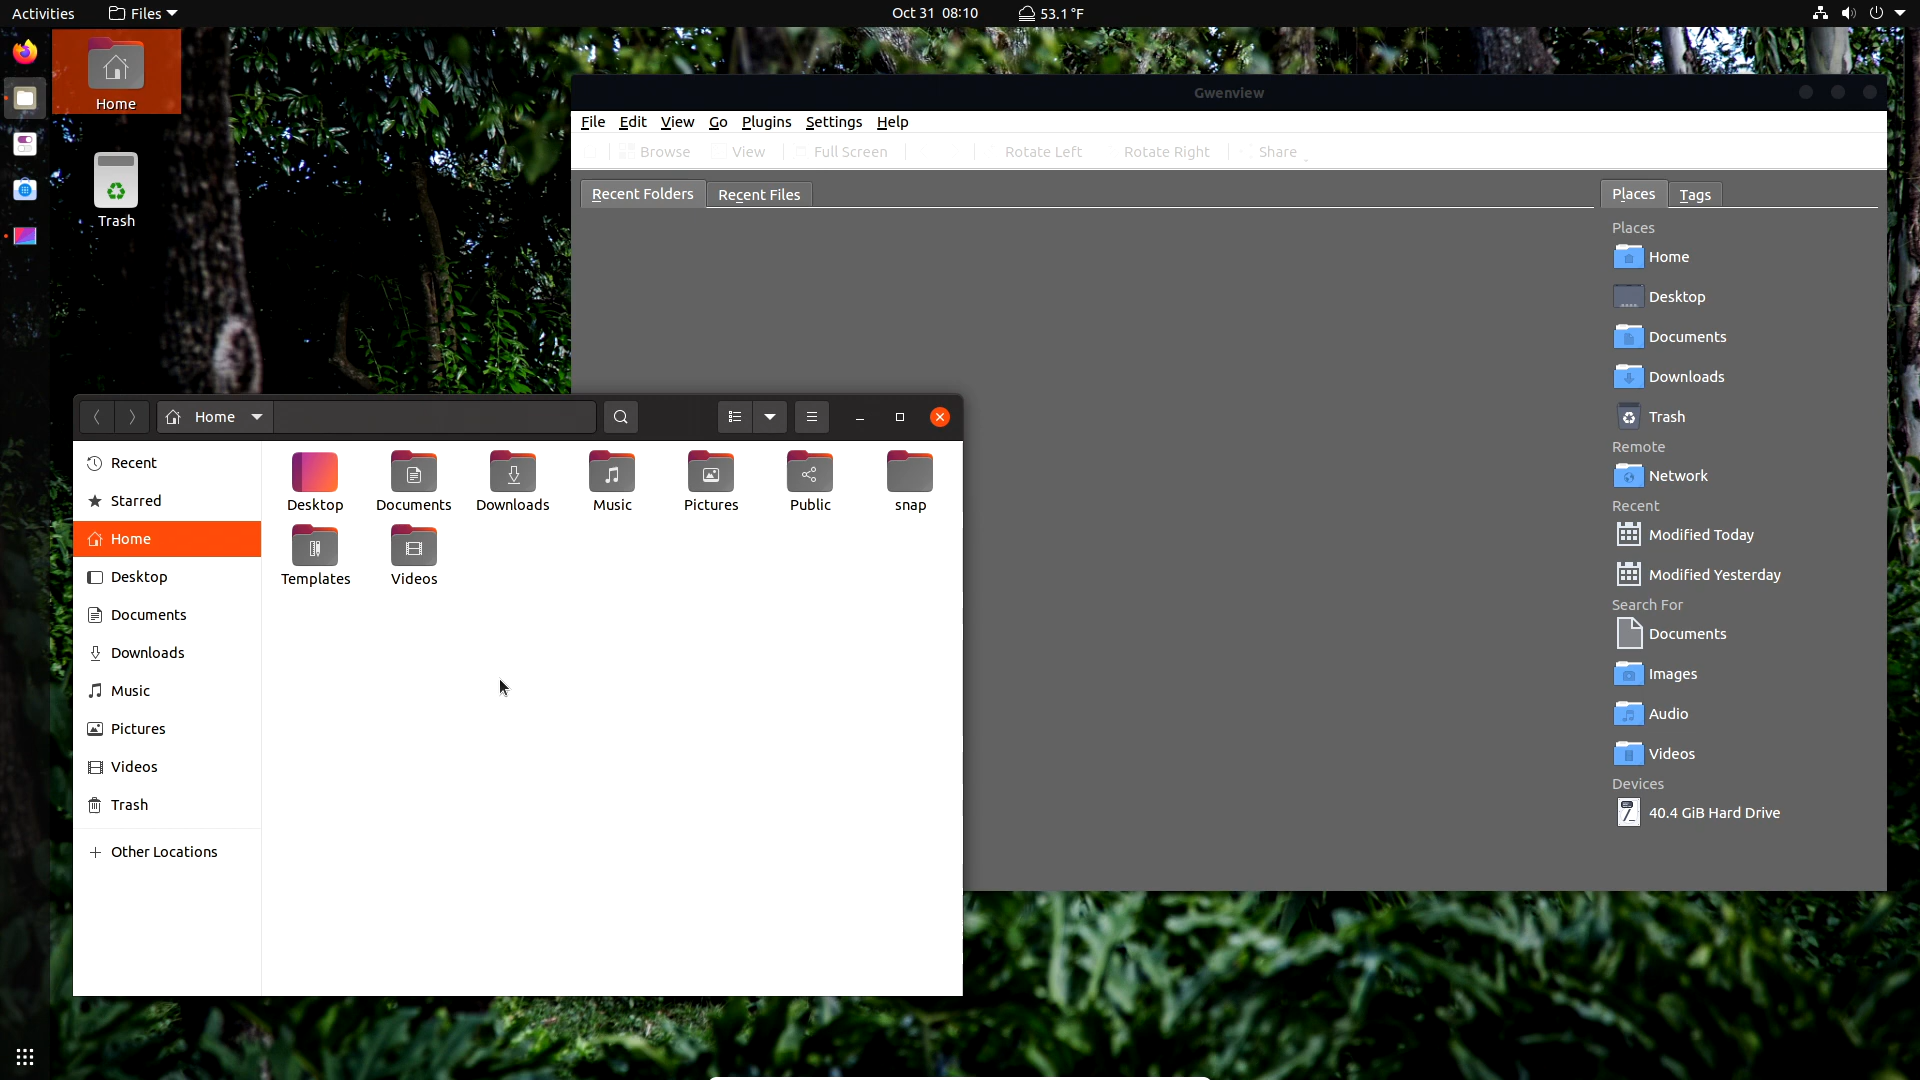 Activities Files Oct 31 08:10 53.1 °F
Home
Trash
Gwenview
File Edit View Go Plugins Settings Help
Browse View Full Screen Rotate Left Rotate Right Share
Recent Folders Recent Files
Places Tags
Places
Home
Desktop
Documents
Downloads
Trash
Remote
Network
Recent
Modified Today
Modified Yesterday
Search For
Documents
Images
Audio
Videos
Devices
40.4 GiB Hard Drive
Home
Recent
Starred
Home
Desktop
Documents
Downloads
Music
Pictures
Videos
Trash
Other Locations
Desktop Documents Downloads Music Pictures Public snap
Templates Videos